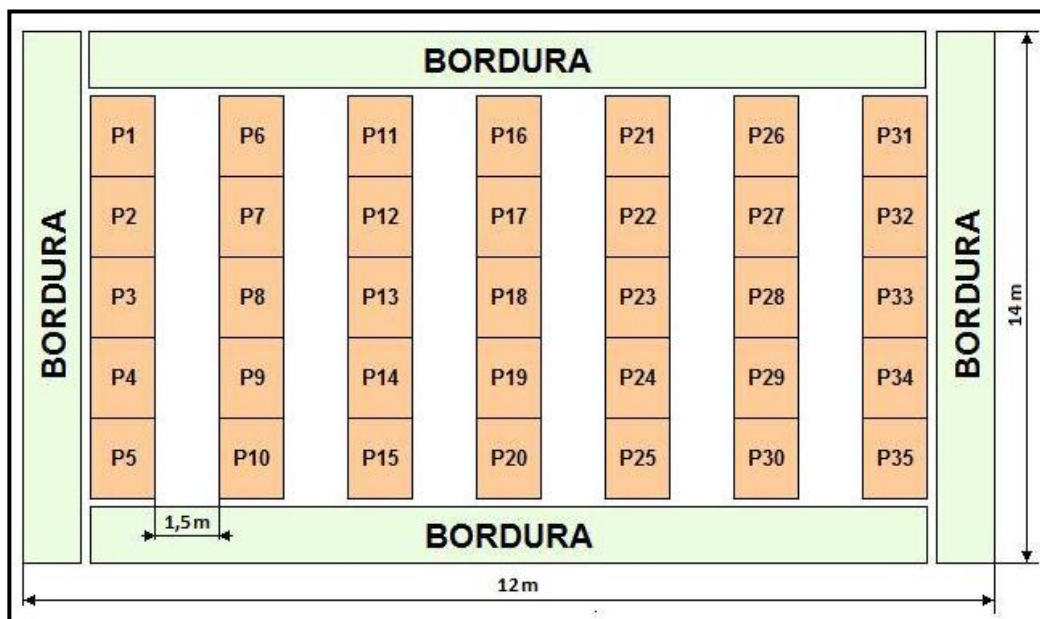 BORDURA
P1 P6 P11 P16 P21 P26 P31
P2 P7 P12 P17 P22 P27 P32
BORDURA
BORDURA
P3 P8 P13 P18 P23 P28 P33
14 m
P4 P9 P14 P19 P24 P29 P34
P5 P10 P15 P20 P25 P30 P35
1,5 m
BORDURA
12 m